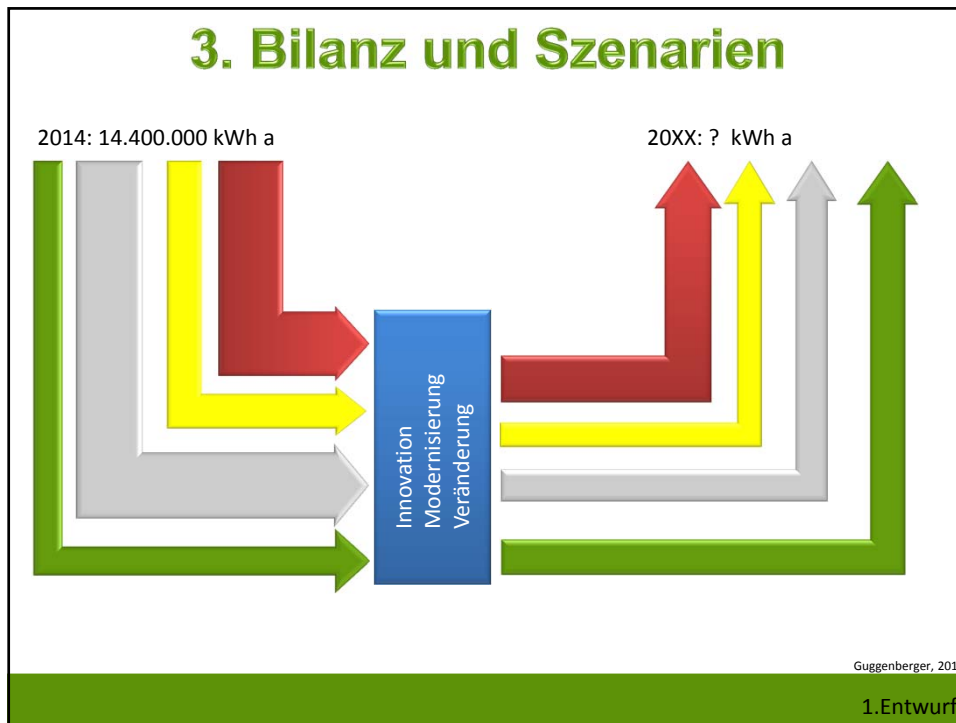 3. Bilanz und Szenarien
2014: 14.400.000 kWh a
20XX: ? kWh a
Innovation
Modernisierung
Veränderung
Guggenberger, 201
1.Entwurf